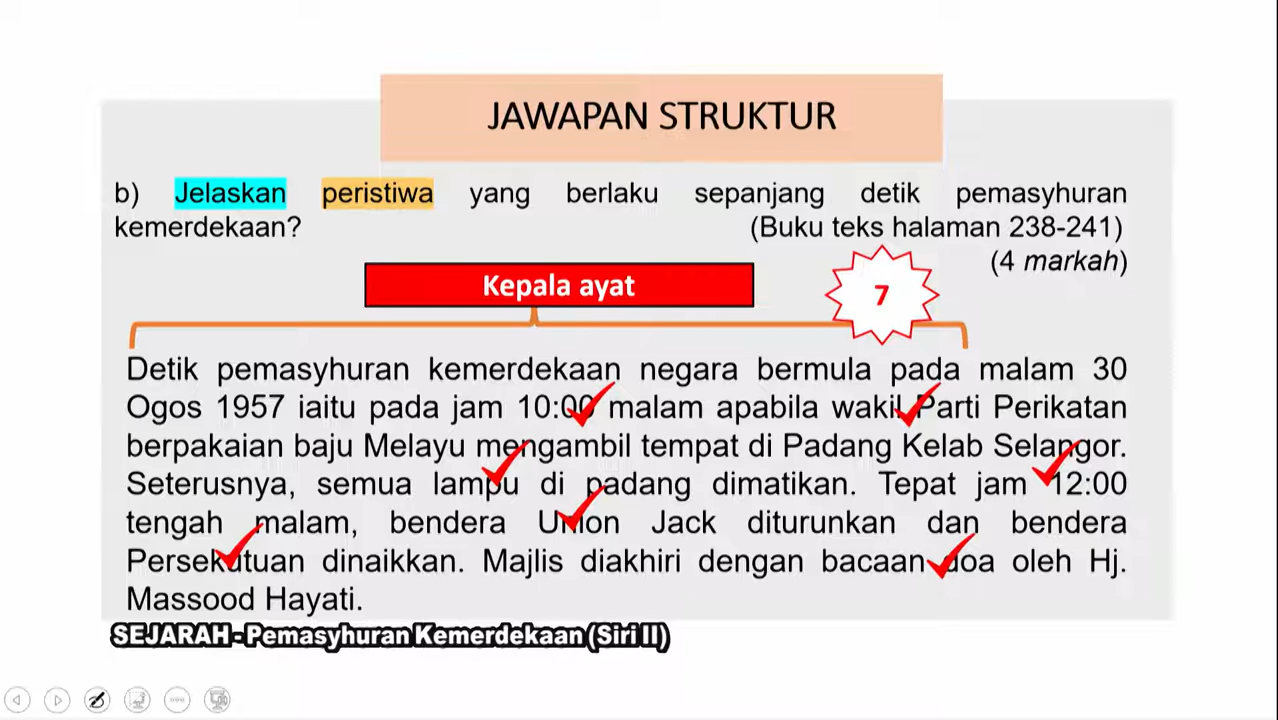 JAWAPAN STRUKTUR
b) Jelaskan peristiwa yang berlaku sepanjang detik pemasyhuran
kemerdekaan? (Buku teks halaman 238-241)
(4 markah)
Kepala ayat
7
Detik pemasyhuran kemerdekaan negara bermula pada malam 30
Ogos 1957 iaitu pada jam 10:00 malam apabila wakil Parti Perikatan
berpakaian baju Melayu mengambil tempat di Padang Kelab Selangor.
Seterusnya, semua lampu di padang dimatikan. Tepat jam 12:00
tengah malam, bendera Union Jack diturunkan dan bendera
Persekutuan dinaikkan. Majlis diakhiri dengan bacaan doa oleh Hj.
Massood Hayati.
SEJARAH - Pemasyhuran Kemerdekaan (Siri II)